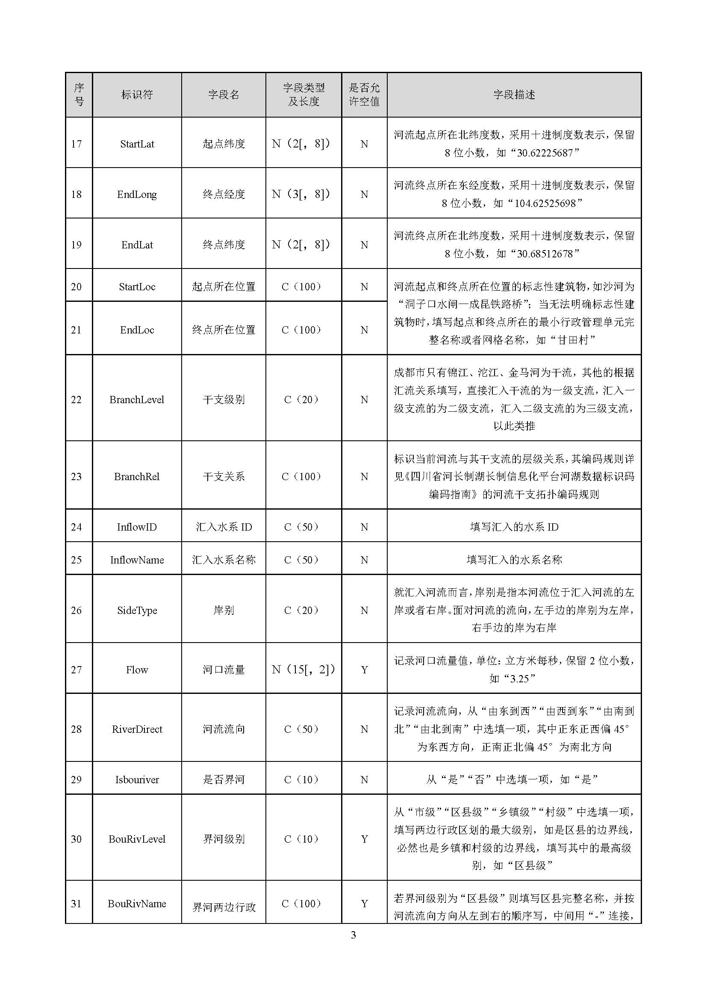 序号 标识符 字段名 字段类型及长度 是否允许空值 字段描述
17 StartLat 起点纬度 N（2[，8]） N 河流起点所在北纬度数，采用十进制度数表示，保留
8 位小数，如“30.62225687”
18 EndLong 终点经度 N（3[，8]） N 河流终点所在东经度数，采用十进制度数表示，保留
8 位小数，如“104.62525698”
19 EndLat 终点纬度 N（2[，8]） N 河流终点所在北纬度数，采用十进制度数表示，保留
8 位小数，如“30.68512678”
20 StartLoc 起点所在位置 C（100） N 河流起点和终点所在位置的标志性建筑物，如沙河为
“洞子口水闸—成昆铁路桥”；当无法明确标志性建
21 EndLoc 终点所在位置 C（100） N 筑物时，填写起点和终点所在的最小行政管理单元完
整名称或者网格名称，如“甘田村”
22 BranchLevel 干支级别 C（20） N 成都市只有锦江、沱江、金马河为干流，其他的根据
汇流关系填写，直接汇入干流的为一级支流，汇入一
级支流的为二级支流，汇入二级支流的为三级支流，
以此类推
23 BranchRel 干支关系 C（100） N 标识当前河流与其干支流的层级关系，其编码规则详
见《四川省河长制湖长制信息化平台河湖数据标识码
编码指南》的河流干支拓扑编码规则
24 InflowID 汇入水系 ID C（50） N 填写汇入的水系 ID
25 InflowName 汇入水系名称 C（50） N 填写汇入的水系名称
26 SideType 岸别 C（20） N 就汇入河流而言，岸别是指本河流位于汇入河流的左
岸或者右岸。面对河流的流向，左手边的岸别为左岸，
右手边的岸为右岸
27 Flow 河口流量 N（15[，2]） Y 记录河口流量值，单位：立方米每秒，保留 2 位小数，
如“3.25”
28 RiverDirect 河流流向 C（50） N 记录河流流向，从“由东到西”“由西到东”“由南到
北”“由北到南”中选填一项，其中正东正西偏 45°
为东西方向，正南正北偏 45°为南北方向
29 Isbouriver 是否界河 C（10） N 从“是”“否”中选填一项，如“是”
30 BouRivLevel 界河级别 C（10） Y 从“市级”“区县级”“乡镇级”“村级”中选填一项，
填写两边行政区划的最大级别，如是区县的边界线，
必然也是乡镇和村级的边界线，填写其中的最高级
别，如“区县级”
31 BouRivName 界河两边行政 C（100） Y 若界河级别为“区县级”则填写区县完整名称，并按
河流流向方向从左到右的顺序写，中间用“-”连接，
3